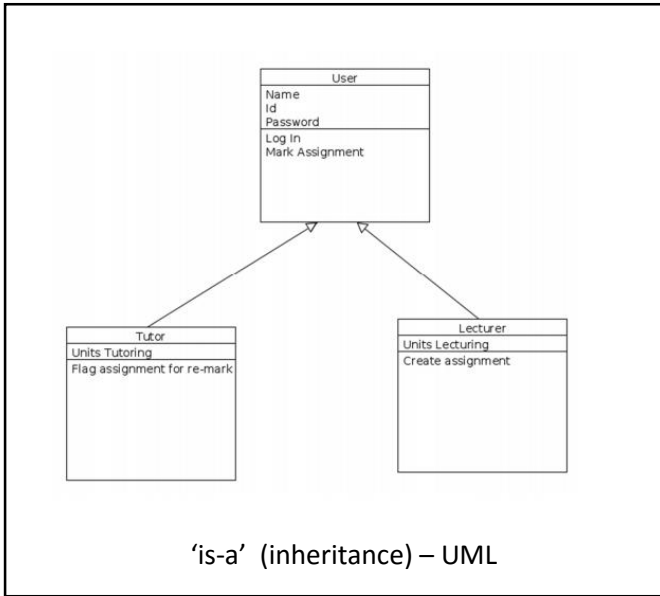 User
Name
Id
Password
Log In
Mark Assignment
Tutor
Units Tutoring
Flag assignment for re-mark
Lecturer
Units Lecturing
Create assignment
‘is-a’ (inheritance) – UML